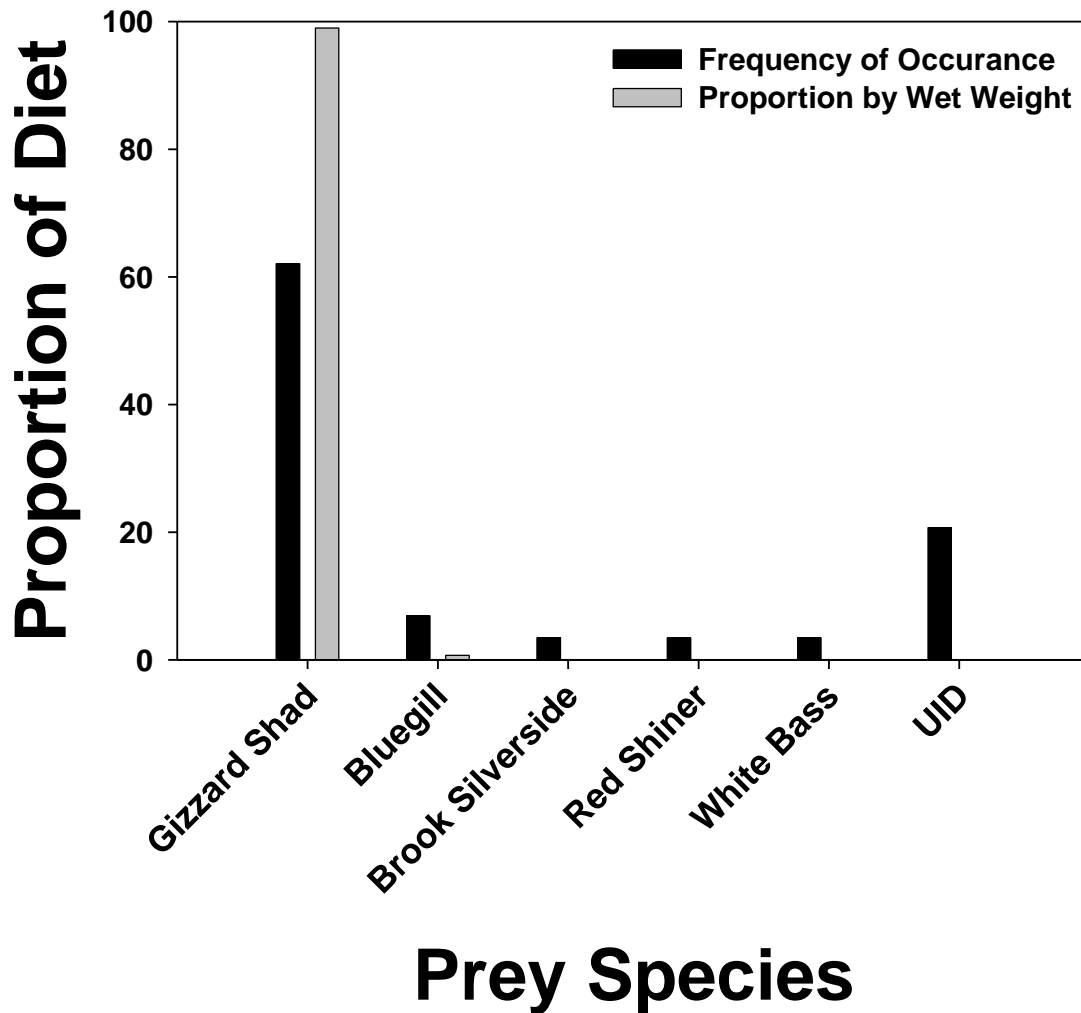 Proportion of Diet
100
80
60
40
20
0
Frequency of Occurance
Proportion by Wet Weight
Gizzard Shad
Bluegill
Brook Silverside
Red Shiner
White Bass
UID
Prey Species